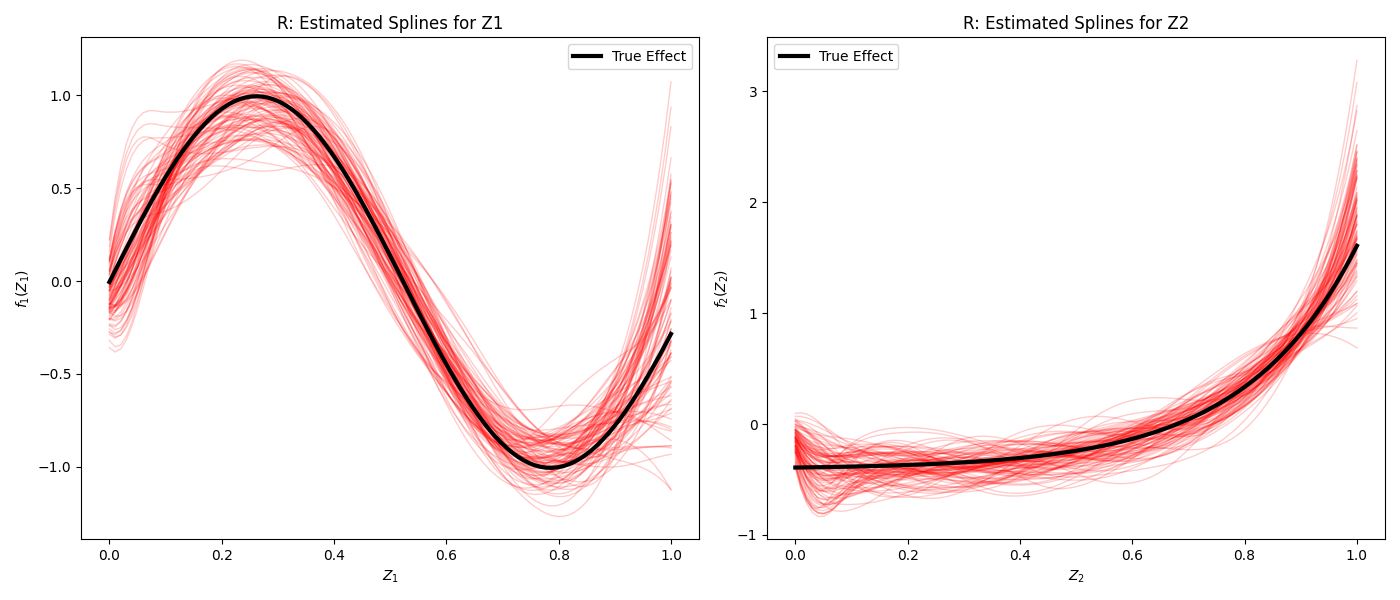 R: Estimated Splines for Z1
True Effect
1.0
0.5
0.0
−0.5
−1.0
f₁(Z₁)
0.0 0.2 0.4 0.6 0.8 1.0
Z₁
R: Estimated Splines for Z2
True Effect
3
2
1
0
−1
f₂(Z₂)
0.0 0.2 0.4 0.6 0.8 1.0
Z₂